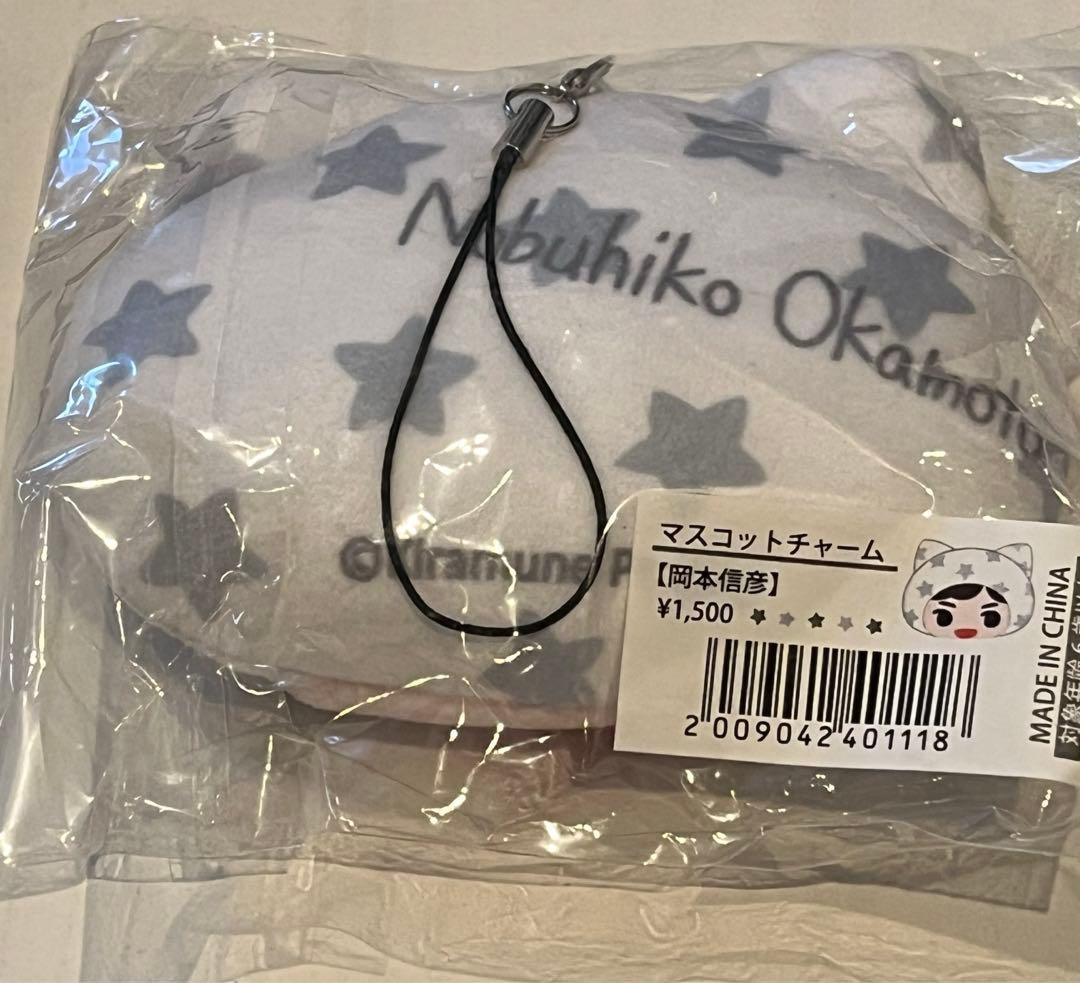 Nobuhiko Okamoto
©Kiramune P
マスコットチャーム
【岡本信彦】
¥1,500
2 009042 401118
MADE IN CHINA